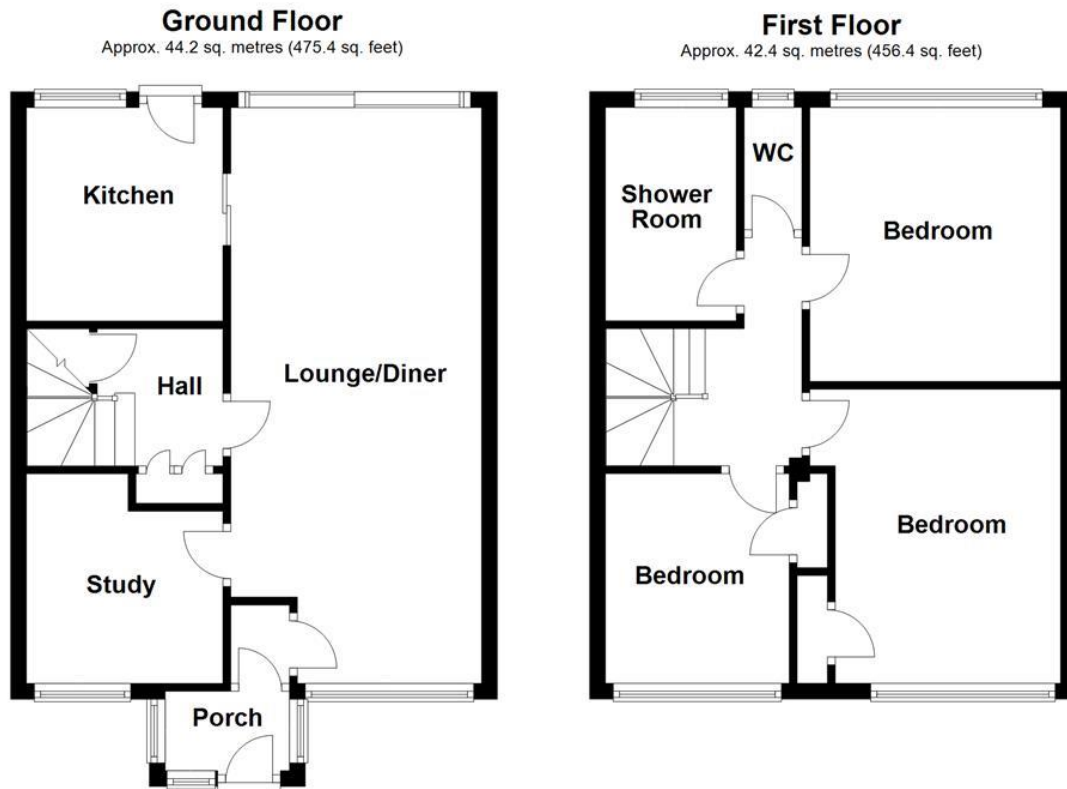 Ground Floor
Approx. 44.2 sq. metres (475.4 sq. feet)
Kitchen
Hall
Lounge/Diner
Study
Porch
First Floor
Approx. 42.4 sq. metres (456.4 sq. feet)
WC
Shower
Room
Bedroom
Bedroom
Bedroom